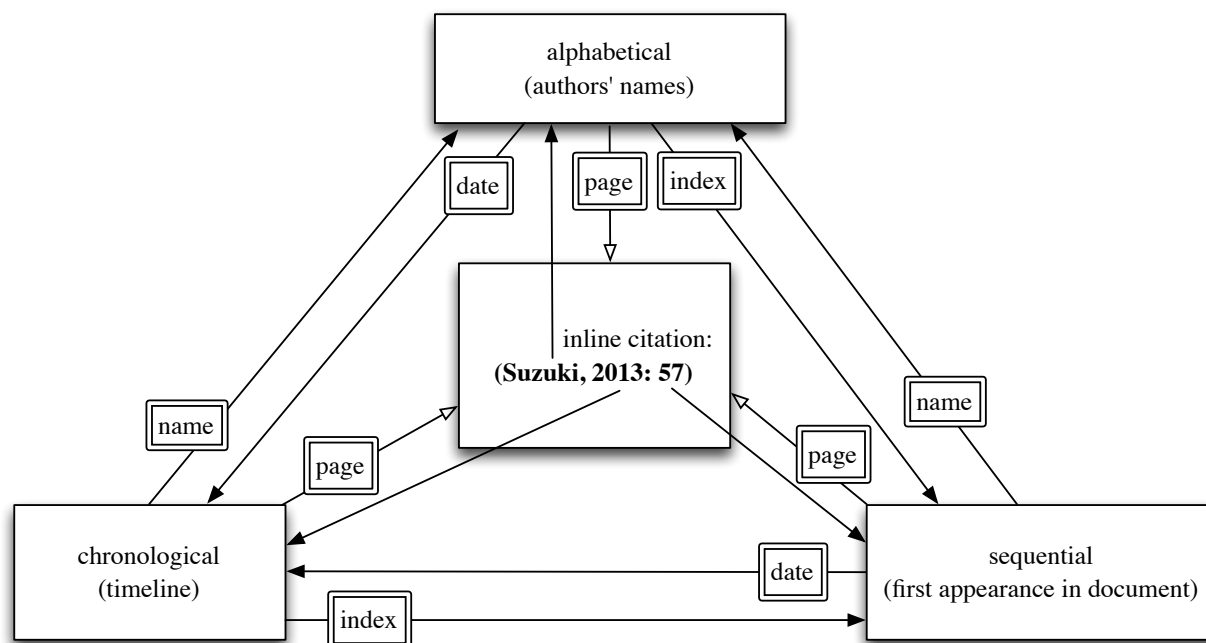 alphabetical
(authors' names)
date
page
index
inline citation:
(Suzuki, 2013: 57)
name
page
page
name
chronological
(timeline)
date
index
sequential
(first appearance in document)